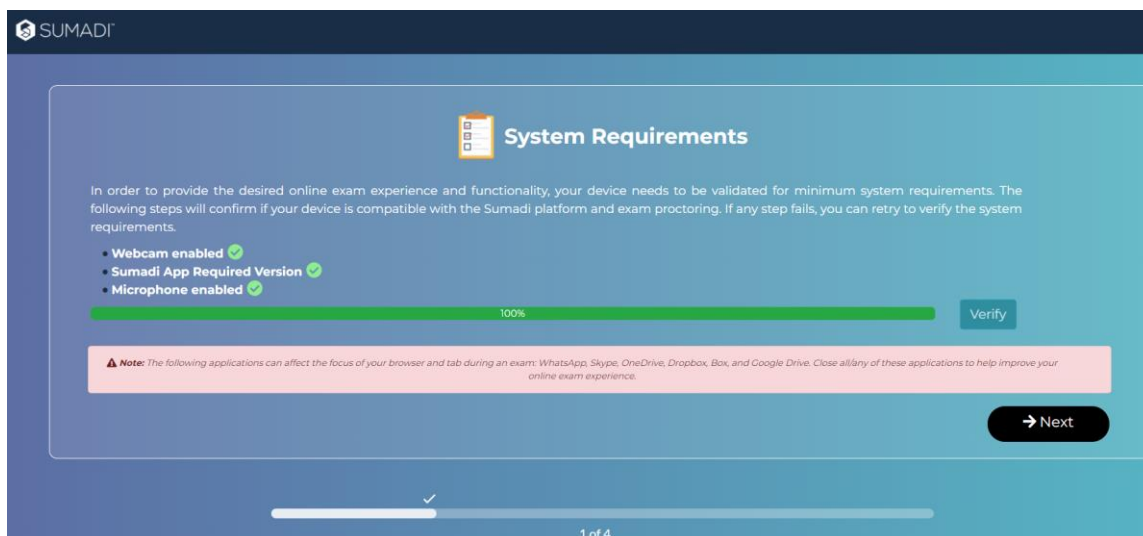 SUMADI™
System Requirements
In order to provide the desired online exam experience and functionality, your device needs to be validated for minimum system requirements. The
following steps will confirm if your device is compatible with the Sumadi platform and exam proctoring. If any step fails, you can retry to verify the system
requirements.
• Webcam enabled
• Sumadi App Required Version
• Microphone enabled
100%
Verify
Note: The following applications can affect the focus of your browser and tab during an exam: WhatsApp, Skype, OneDrive, Dropbox, Box, and Google Drive. Close all/any of these applications to help improve your
online exam experience.
→ Next
1 of 4